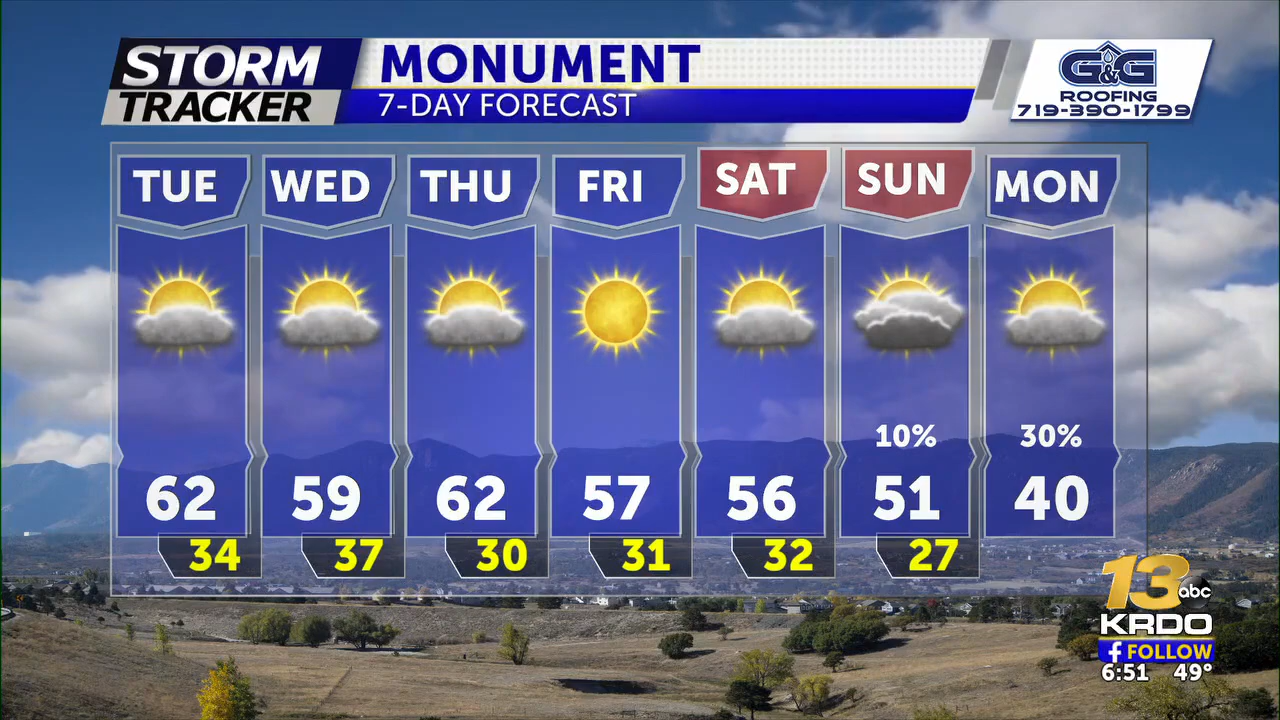 STORM
TRACKER
MONUMENT
7-DAY FORECAST
G&G
ROOFING
719-390-1799
TUE WED THU FRI SAT SUN MON
10% 30%
62 59 62 57 56 51 40
34 37 30 31 32 27
13 abc
KRDO
f FOLLOW
6:51 49°